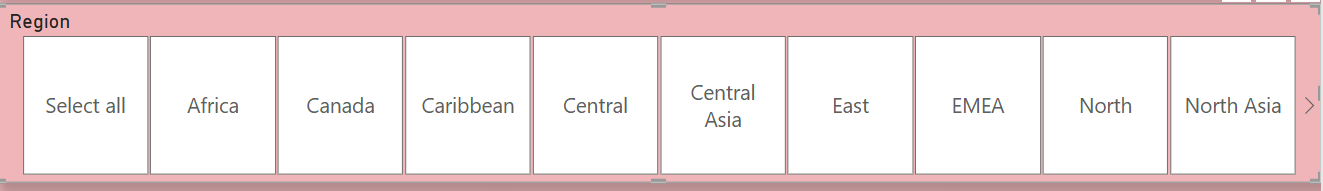 Region
Select all
Africa
Canada
Caribbean
Central
Central
Asia
East
EMEA
North
North Asia